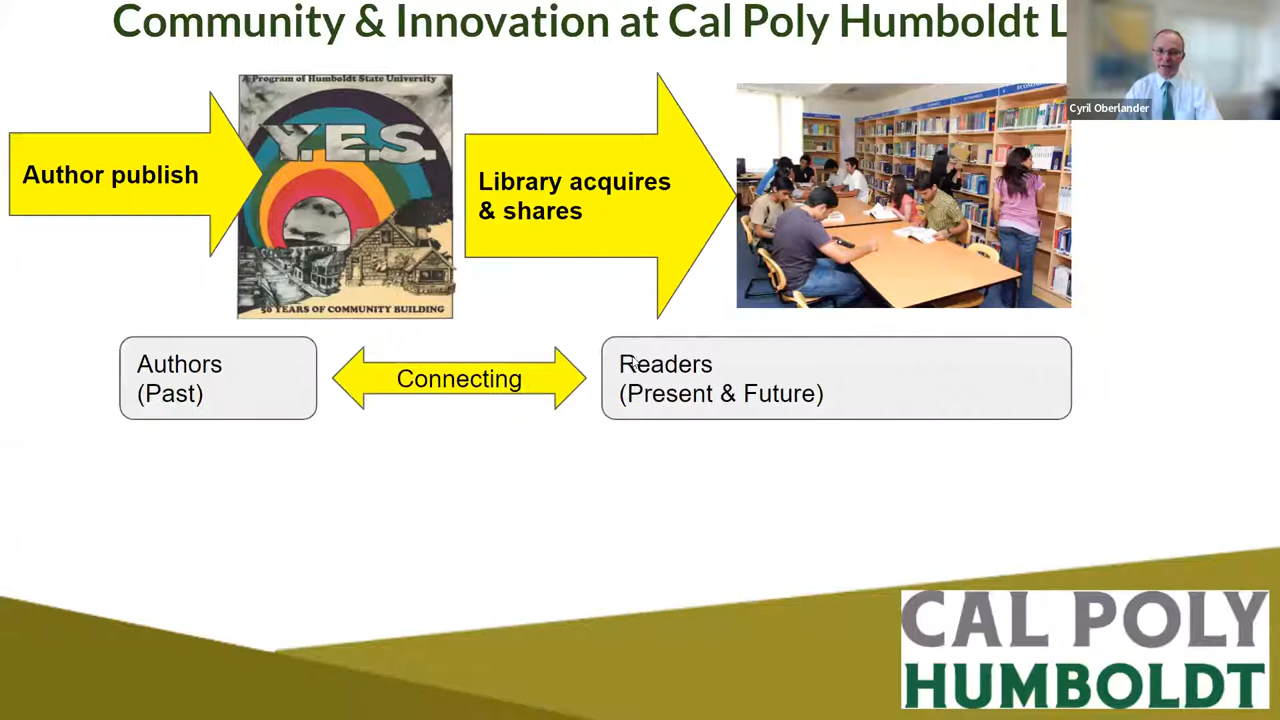 Community & Innovation at Cal Poly Humboldt L
Cyril Oberlander
A Program of Humboldt State University
Y.E.S.
50 YEARS OF COMMUNITY BUILDING
Author publish
Library acquires
& shares
Authors
(Past)
Connecting
Readers
(Present & Future)
CAL POLY
HUMBOLDT